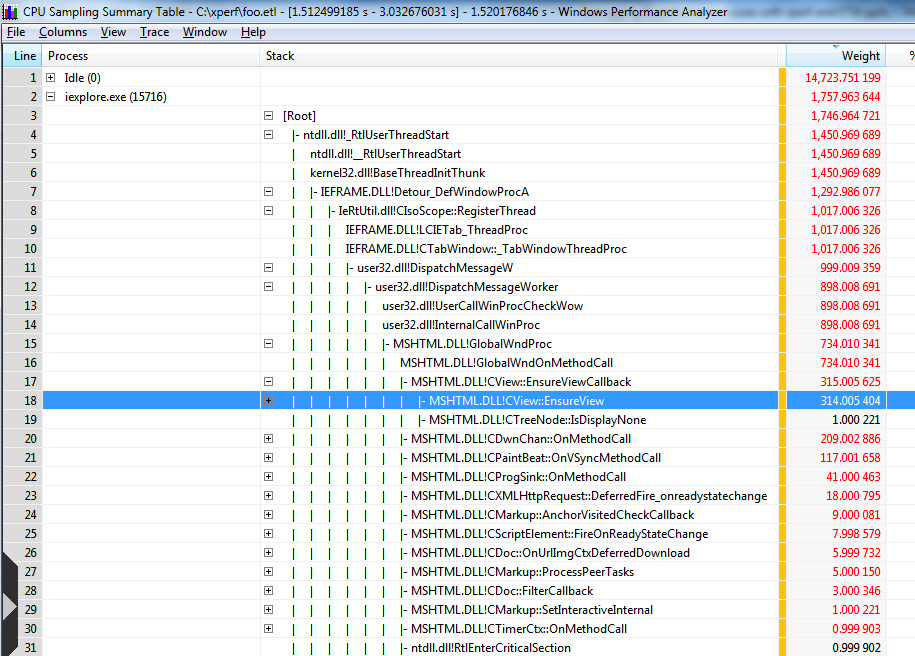 CPU Sampling Summary Table - C:\xperf\foo.etl - [1.512499185 s - 3.032676031 s] - 1.520176846 s - Windows Performance Analyzer
File Columns View Trace Window Help
Line Process Stack Weight %
1 Idle (0) 14,723.751 199
2 iexplore.exe (15716) 1,757.963 644
3 [Root] 1,746.964 721
4 |- ntdll.dll!_RtlUserThreadStart 1,450.969 689
5 | ntdll.dll!__RtlUserThreadStart 1,450.969 689
6 | kernel32.dll!BaseThreadInitThunk 1,450.969 689
7 | |- IEFRAME.DLL!Detour_DefWindowProcA 1,292.986 077
8 | | |- IeRtUtil.dll!CIsoScope::RegisterThread 1,017.006 326
9 | | | IEFRAME.DLL!LCIETab_ThreadProc 1,017.006 326
10 | | | IEFRAME.DLL!CTabWindow::_TabWindowThreadProc 1,017.006 326
11 | | | |- user32.dll!DispatchMessageW 999.009 359
12 | | | | |- user32.dll!DispatchMessageWorker 898.008 691
13 | | | | | user32.dll!UserCallWinProcCheckWow 898.008 691
14 | | | | | user32.dll!InternalCallWinProc 898.008 691
15 | | | | | |- MSHTML.DLL!GlobalWndProc 734.010 341
16 | | | | | | MSHTML.DLL!GlobalWndOnMethodCall 734.010 341
17 | | | | | | |- MSHTML.DLL!CView::EnsureViewCallback 315.005 625
18 | | | | | | | |- MSHTML.DLL!CView::EnsureView 314.005 404
19 | | | | | | | |- MSHTML.DLL!CTreeNode::IsDisplayNone 1.000 221
20 | | | | | | |- MSHTML.DLL!CDwnChan::OnMethodCall 209.002 886
21 | | | | | | |- MSHTML.DLL!CPaintBeat::OnVSyncMethodCall 117.001 658
22 | | | | | | |- MSHTML.DLL!CProgSink::OnMethodCall 41.000 463
23 | | | | | | |- MSHTML.DLL!CXMLHttpRequest::DeferredFire_onreadystatechange 18.000 795
24 | | | | | | |- MSHTML.DLL!CMarkup::AnchorVisitedCheckCallback 9.000 081
25 | | | | | | |- MSHTML.DLL!CScriptElement::FireOnReadyStateChange 7.998 579
26 | | | | | | |- MSHTML.DLL!CDoc::OnUrlImgCtxDeferredDownload 5.999 732
27 | | | | | | |- MSHTML.DLL!CMarkup::ProcessPeerTasks 5.000 150
28 | | | | | | |- MSHTML.DLL!CDoc::FilterCallback 3.000 346
29 | | | | | | |- MSHTML.DLL!CMarkup::SetInteractiveInternal 1.000 221
30 | | | | | | |- MSHTML.DLL!CTimerCtx::OnMethodCall 0.999 903
31 | | | | | | |- ntdll.dll!RtlEnterCriticalSection 0.999 902